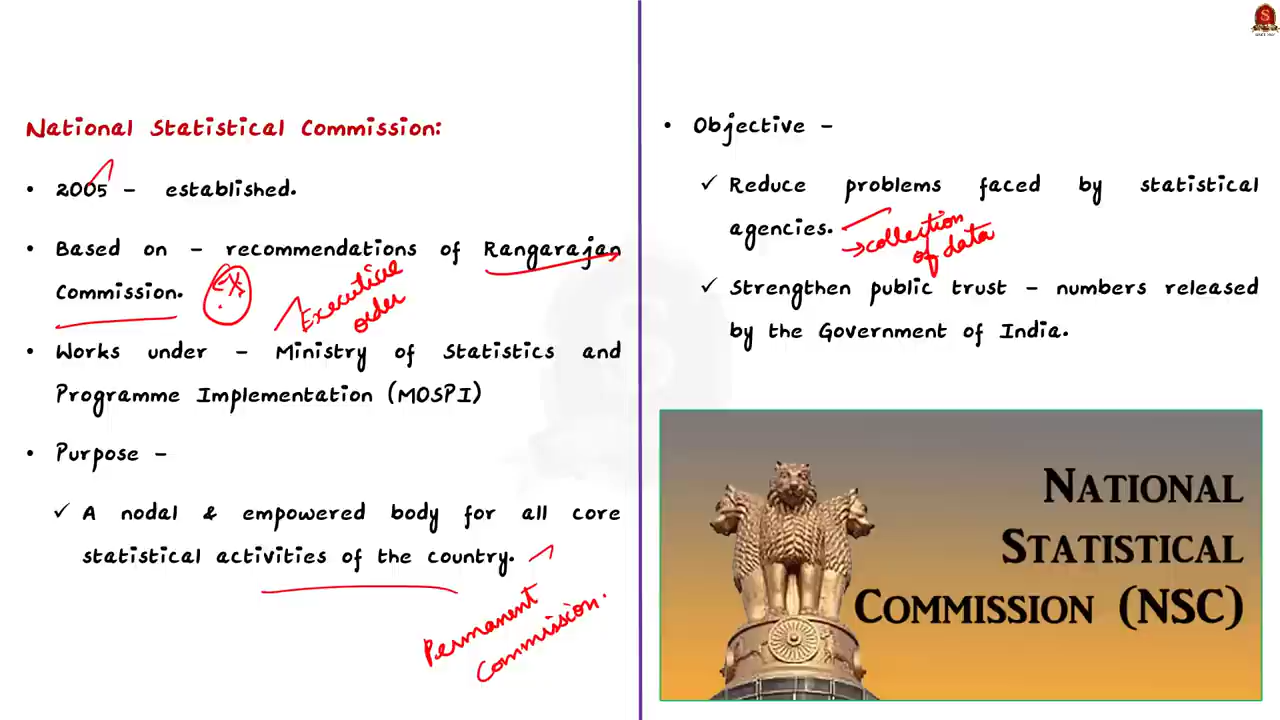 National Statistical Commission:
• 2005 – established.
• Based on – recommendations of Rangarajan
Commission.
Ex
Executive
order
• Works under – Ministry of Statistics and
Programme Implementation (MOSPI)
• Purpose –
✓ A nodal & empowered body for all core
statistical activities of the country.
Permanent
Commission.
• Objective –
✓ Reduce problems faced by statistical
agencies.
→ collection
of data
✓ Strengthen public trust – numbers released
by the Government of India.
NATIONAL
STATISTICAL
COMMISSION (NSC)